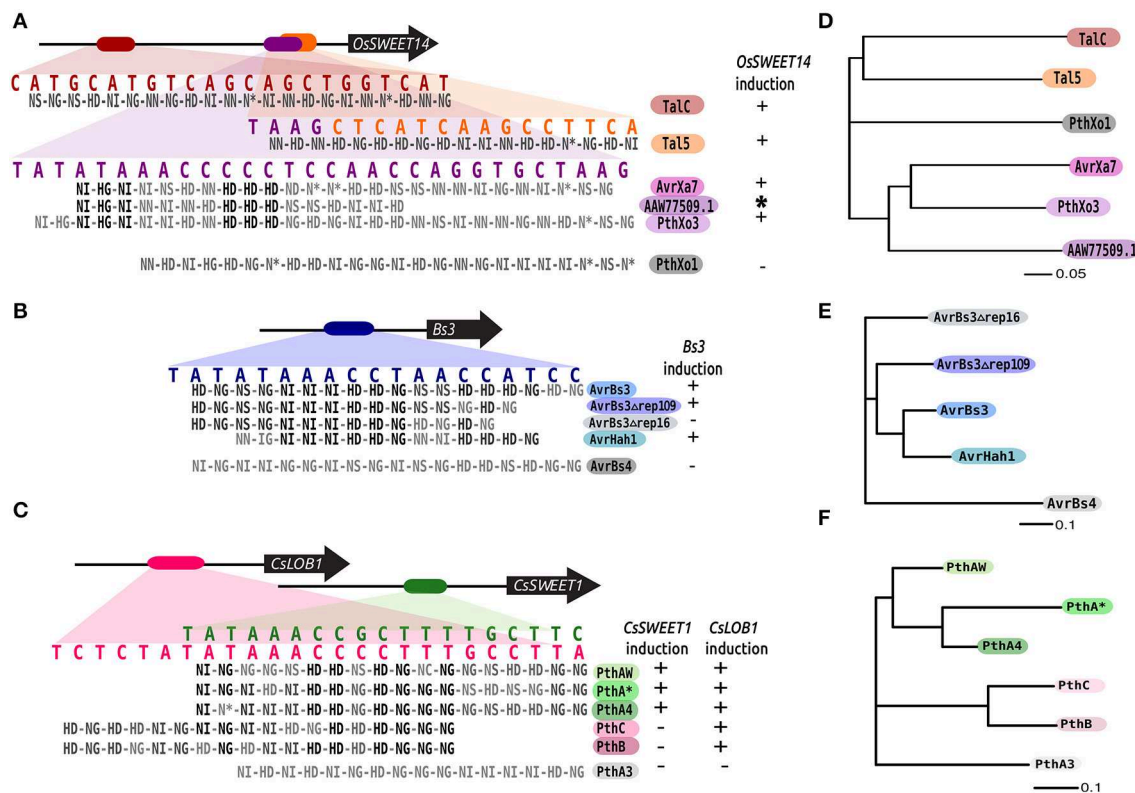 A
OsSWEET14
C A T G C A T G T C A G C A G C T G G T C A T
NS-NG-NS-HD-NI-NG-NN-NG-HD-NI-NN-N*-NI-NN-HD-NG-NI-NN-N*-HD-NN-NG
T A A G C T C A T C A A G C C T T C A
NN-HD-NN-HD-NG-HD-NG-HD-NI-NI-NN-HD-HD-N*-NG-HD-NI
T A T A T A A A C C C C C T C C A A C C A G G T G C T A A G
NI-HG-NI-NI-NS-HD-NN-HD-HD-HD-ND-N*-N*-HD-HD-NS-NS-NN-NN-NI-NG-NN-NI-N*-NS-NG
NI-HG-NI-NN-NI-NN-NG-HD-HD-HD-NS-HD-NI-NI-HD
NI-HG-NI-HG-NI-NI-NI-HD-NN-HD-HD-HD-NG-HD-NI-HD-HD-NN-NS-NI-NN-NN-NG-NN-HD-N*-NS-NG
NN-HD-NI-HG-HD-NG-N*-HD-HD-NI-NG-NG-NI-HD-NG-NN-NG-NI-NI-NI-NI-N*-NS-N*
OsSWEET14
induction
TalC +
Tal5 +
AvrXa7 +
AAW77509.1 *
PthXo3 +
PthXo1 -
B
Bs3
T A T A T A A A C C T A A C C A T C C
HD-NG-NS-NG-NI-NI-NI-HD-HD-NG-NS-NS-HD-HD-HD-NG-HD-NG
HD-NG-NS-NG-NI-NI-NI-HD-HD-NG-NS-NS-NG-HD-NG
HD-NG-NS-NG-NI-NI-NI-HD-HD-NG-HD-NG-HD-NG
NN-IG-NI-NI-NI-HD-HD-NG-NN-NI-HD-HD-HD-NG
NI-NG-NI-NI-NG-NG-NI-NS-NG-NI-NS-NG-HD-HD-NS-HD-NG-NG
Bs3
induction
AvrBs3 +
AvrBs3△rep109 +
AvrBs3△rep16 -
AvrHah1 +
AvrBs4 -
C
CsLOB1
CsSWEET1
T A T A A A C C G C T T T T G C T T C
T C T C T A T A T A A A C C C C T T T G C C T T A
NI-NG-NG-NG-NS-HD-HD-NS-HD-NG-NC-NG-NG-NS-HD-HD-NG-NG
NI-NG-NI-HD-NI-HD-HD-NG-HD-NG-NG-NG-NS-HD-NS-NG-NG-NG
NI-N*-NI-NI-NI-HD-HD-NS-HD-NG-NG-NG-NG-NS-HD-HD-NG-NG
HD-NG-HD-HD-NI-NG-NG-NI-NI-HD-NG-HD-HD-HD-NG-NG-NG
HD-NG-HD-NG-NI-NG-HD-NG-HD-NI-HD-HD-HD-HD-NG-NG-NG
NI-HD-NI-HD-NI-NG-HD-NG-NG-NG-NI-NI-NI-NI-HD-NG
CsSWEET1 CsLOB1
induction induction
PthAW + +
PthA* + +
PthA4 + +
PthC - +
PthB - +
PthA3 - -
D
TalC
Tal5
PthXo1
AvrXa7
PthXo3
AAW77509.1
0.05
E
AvrBs3△rep16
AvrBs3△rep109
AvrBs3
AvrHah1
AvrBs4
0.1
F
PthAW
PthA*
PthA4
PthC
PthB
PthA3
0.1